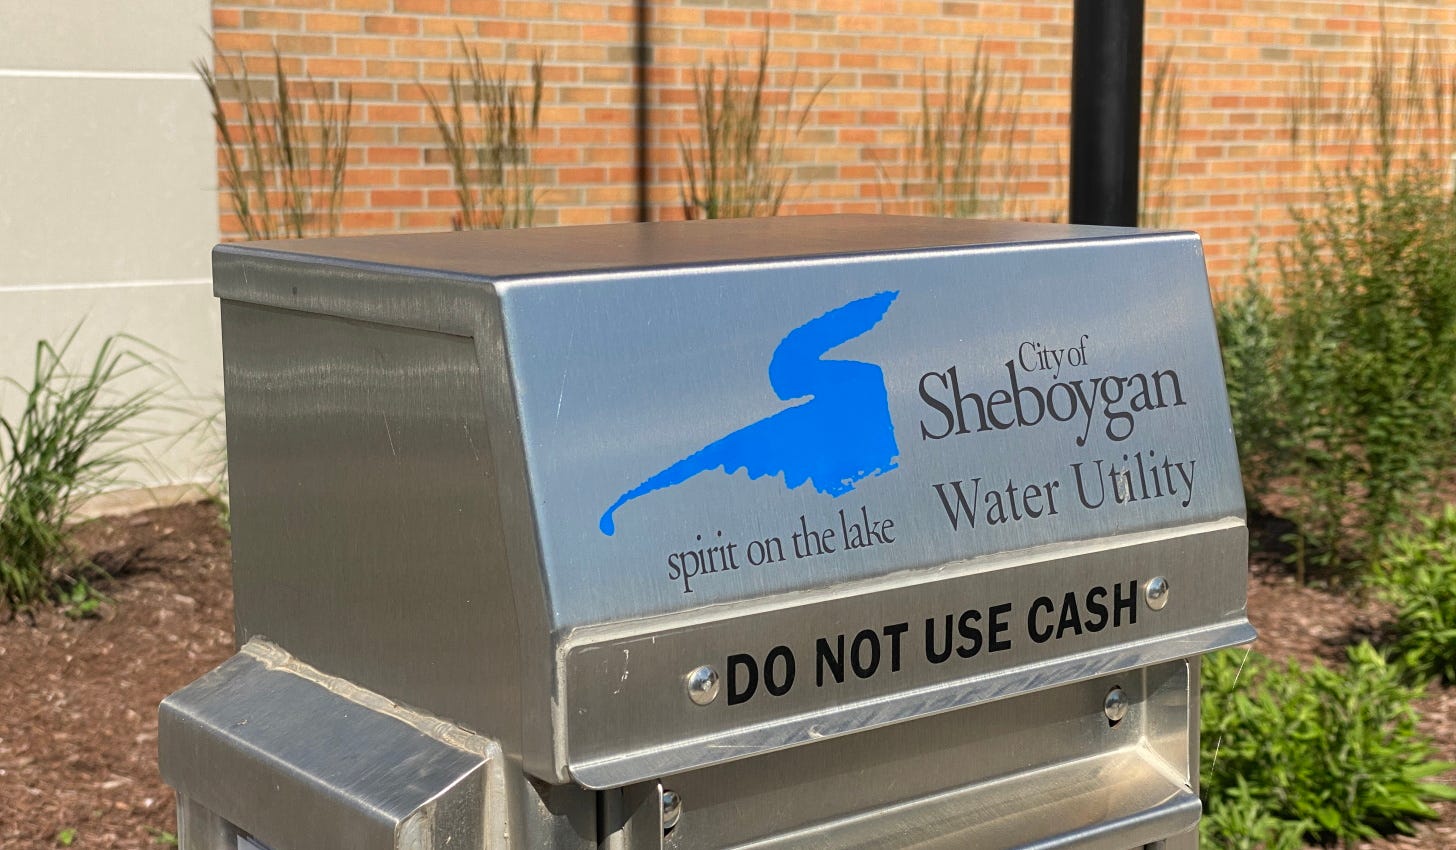 City of
Sheboygan
Water Utility
spirit on the lake
DO NOT USE CASH